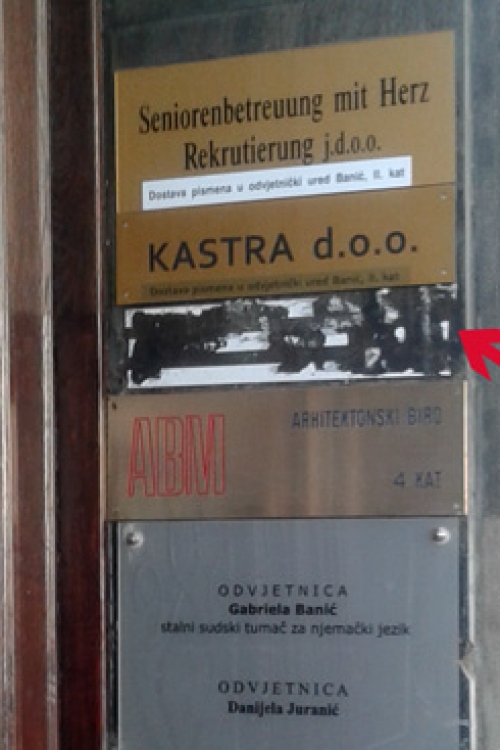 Seniorenbetreuung mit Herz
Rekrutierung j.d.o.o.
Dostava pismena u odvjetnički ured Banić, II. kat
KASTRA d.o.o.
Dostava pismena u odvjetnički ured Banić, II. kat
ABM
ARHITEKTONSKI BIRO
4 KAT
ODVJETNICA
Gabriela Banić
stalni sudski tumač za njemački jezik
ODVJETNICA
Danijela Juranić